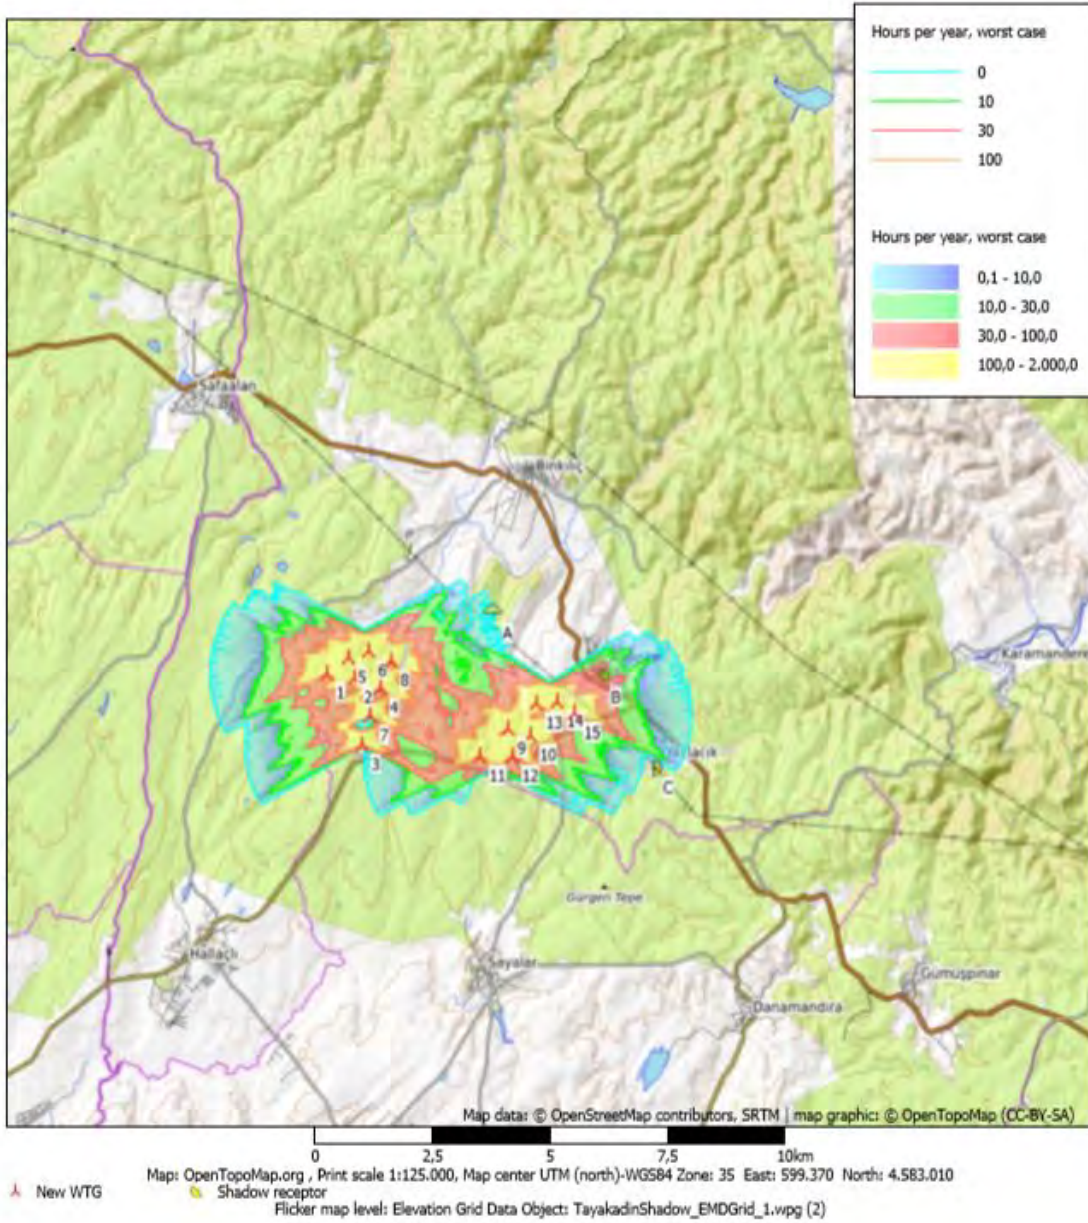 Hours per year, worst case
0
10
30
100
Hours per year, worst case
0,1 - 10,0
10,0 - 30,0
30,0 - 100,0
100,0 - 2.000,0
Safaalan
Binkılıç
Karamandere
A
B
C
1
2
3
4
5
6
7
8
9
10
11
12
13
14
15
Gürgen Tepe
Hallaçlı
Sayalar
Gümüşpınar
Danamandıra
Map data: © OpenStreetMap contributors, SRTM | map graphic: © OpenTopoMap (CC-BY-SA)
0 2,5 5 7,5 10km
Map: OpenTopoMap.org , Print scale 1:125.000, Map center UTM (north)-WGS84 Zone: 35 East: 599.370 North: 4.583.010
New WTG Shadow receptor
Flicker map level: Elevation Grid Data Object: TayakadinShadow_EMDGrid_1.wpg (2)